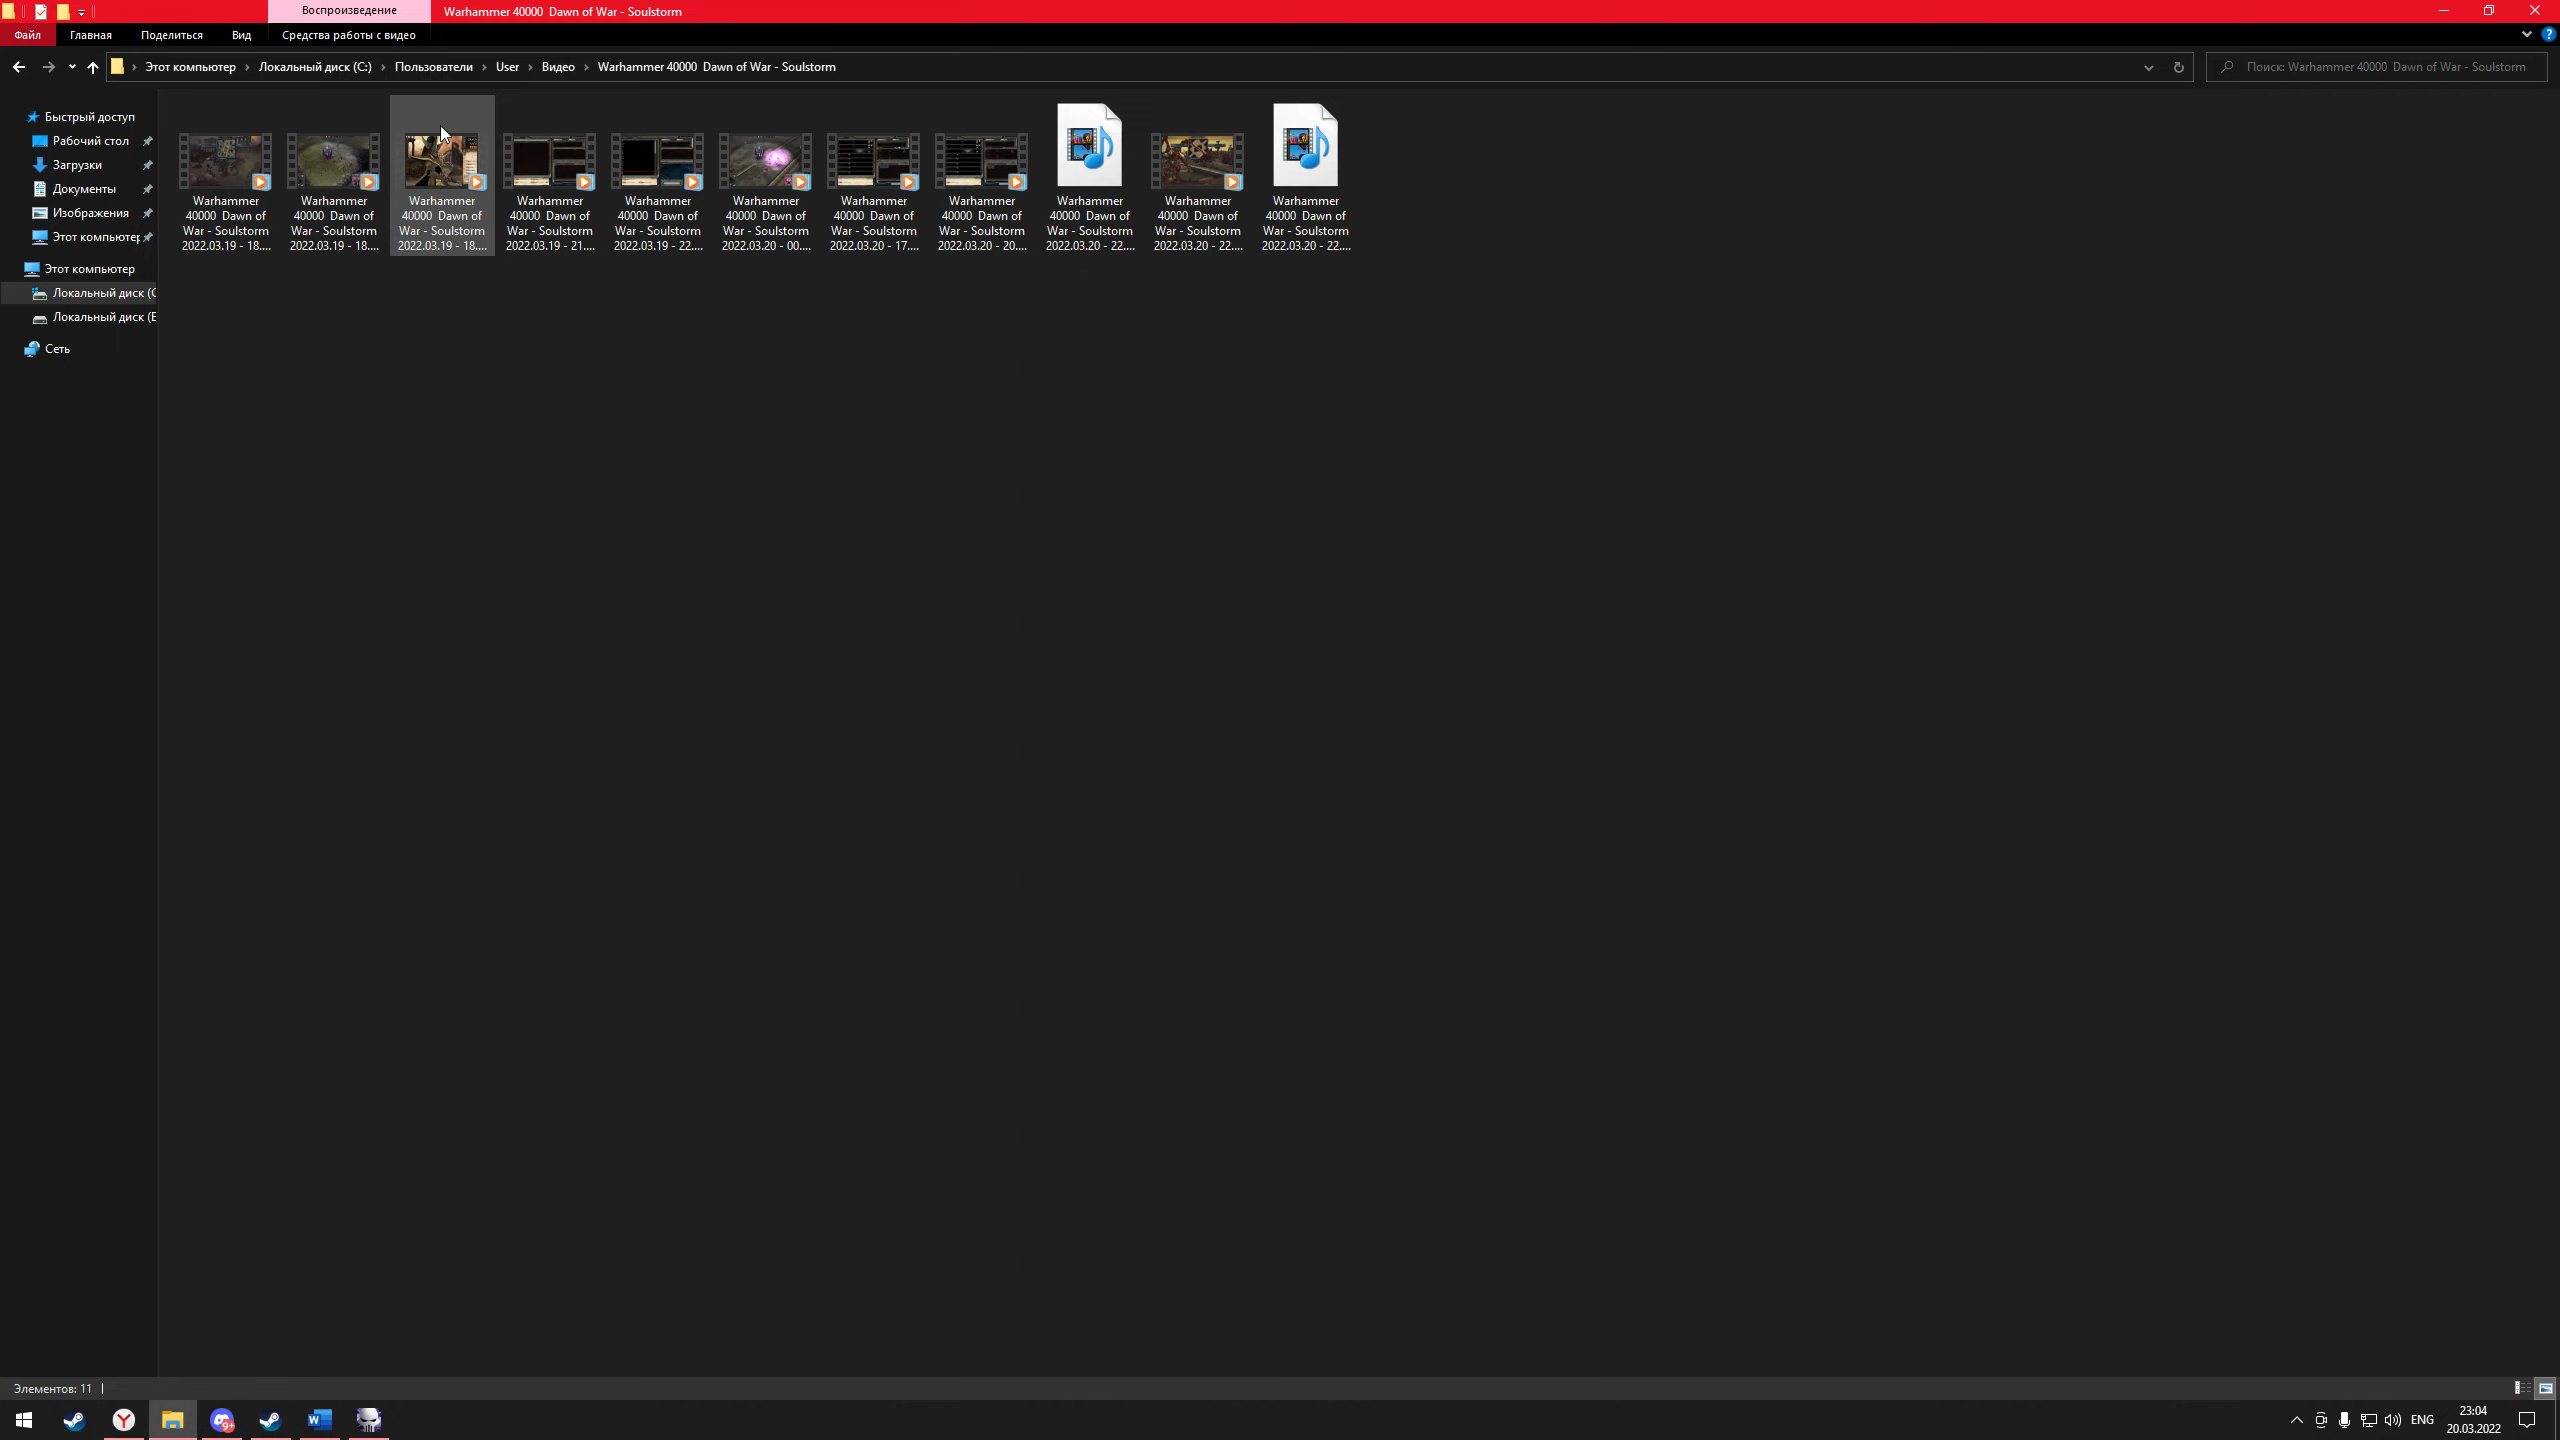 Воспроизведение
Warhammer 40000  Dawn of War - Soulstorm
Файл
Главная
Поделиться
Вид
Средства работы с видео
Этот компьютер
Локальный диск (C:)
Пользователи
User
Видео
Warhammer 40000  Dawn of War - Soulstorm
Поиск: Warhammer 40000  Dawn of War - Soulstorm
Быстрый доступ
Рабочий стол
Загрузки
Документы
Изображения
Этот компьютер
Этот компьютер
Локальный диск (C
Локальный диск (E
Сеть
Warhammer
40000  Dawn of
War - Soulstorm
2022.03.19 - 18....
Warhammer
40000  Dawn of
War - Soulstorm
2022.03.19 - 18....
Warhammer
40000  Dawn of
War - Soulstorm
2022.03.19 - 18....
Warhammer
40000  Dawn of
War - Soulstorm
2022.03.19 - 21....
Warhammer
40000  Dawn of
War - Soulstorm
2022.03.19 - 22....
Warhammer
40000  Dawn of
War - Soulstorm
2022.03.20 - 00....
Warhammer
40000  Dawn of
War - Soulstorm
2022.03.20 - 17....
Warhammer
40000  Dawn of
War - Soulstorm
2022.03.20 - 20....
Warhammer
40000  Dawn of
War - Soulstorm
2022.03.20 - 22....
Warhammer
40000  Dawn of
War - Soulstorm
2022.03.20 - 22....
Warhammer
40000  Dawn of
War - Soulstorm
2022.03.20 - 22....
Элементов: 11
9+
ENG
23:04
20.03.2022